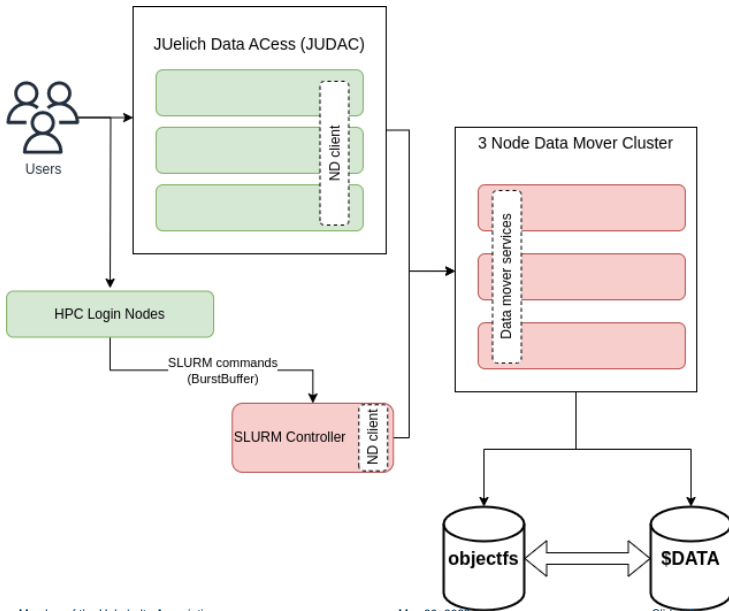 JUelich Data ACess (JUDAC)
ND client
Users
3 Node Data Mover Cluster
Data mover services
HPC Login Nodes
SLURM commands
(BurstBuffer)
SLURM Controller
ND client
objectfs
$DATA